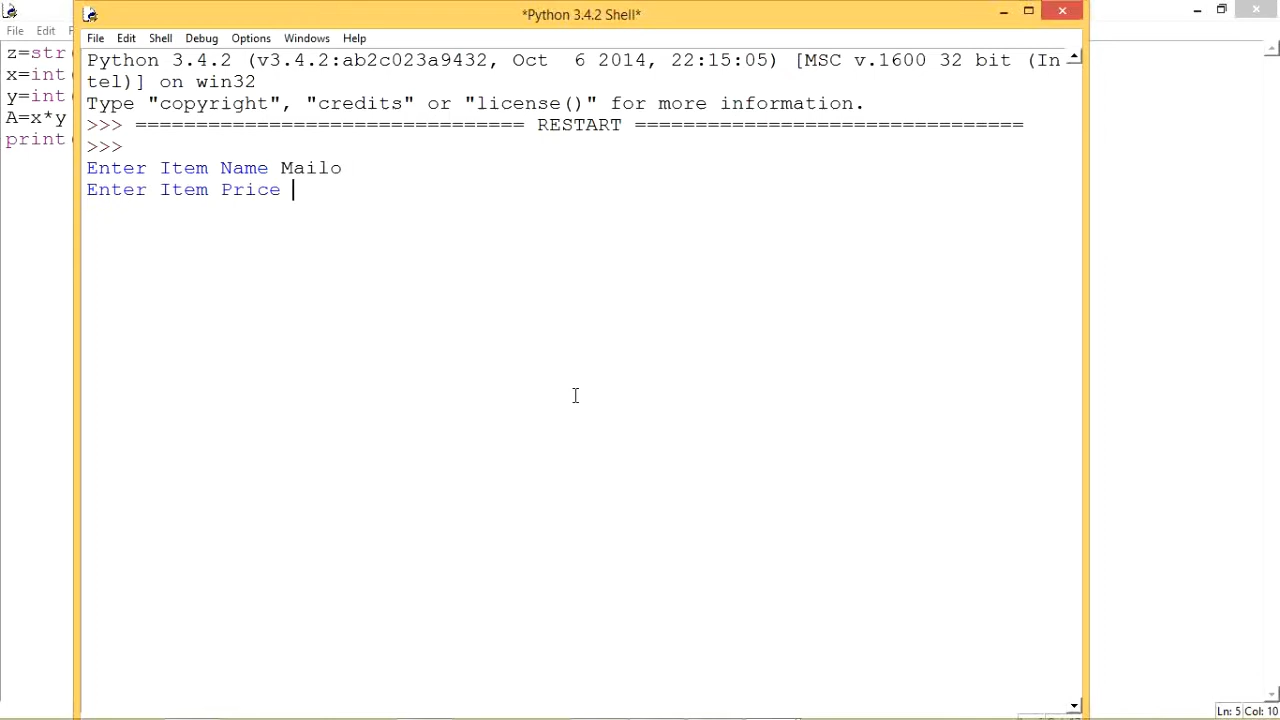 *Python 3.4.2 Shell*
File Edit
File Edit Shell Debug Options Windows Help
z=str
x=int
y=int
A=x*y
print
Python 3.4.2 (v3.4.2:ab2c023a9432, Oct  6 2014, 22:15:05) [MSC v.1600 32 bit (In
tel)] on win32
Type "copyright", "credits" or "license()" for more information.
>>> ================================ RESTART ================================
>>>
Enter Item Name Mailo
Enter Item Price
Ln: 5 Col: 10